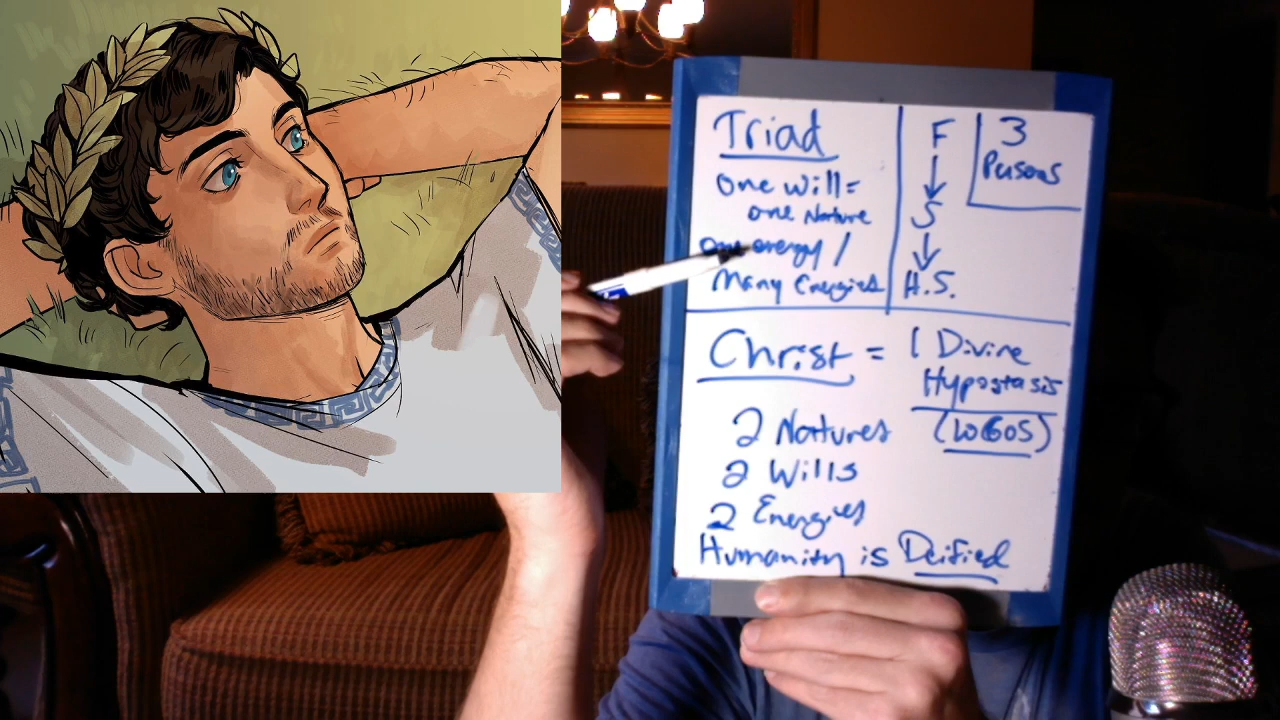 Triad
one will =
one Nature
one energy /
Many Energies
F
S
H.S.
3
Persons
Christ = 1 Divine
Hypostasis
(LOGOS)
2 Natures
2 Wills
2 Energies
Humanity is Deified